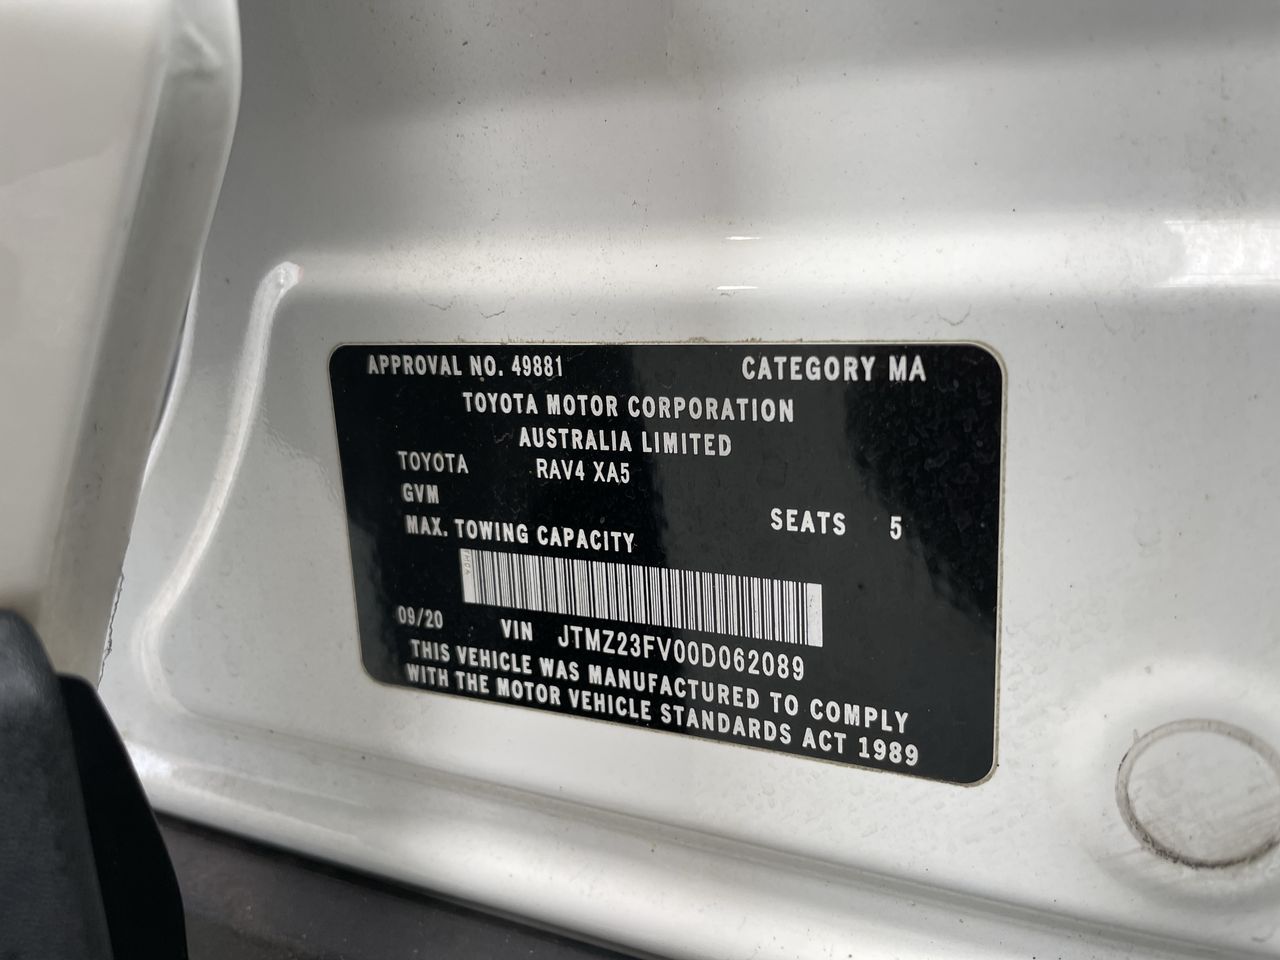 APPROVAL NO. 49881 CATEGORY MA
TOYOTA MOTOR CORPORATION
AUSTRALIA LIMITED
TOYOTA RAV4 XA5
GVM
SEATS 5
MAX. TOWING CAPACITY
09/20 VIN JTMZ23FV00D062089
THIS VEHICLE WAS MANUFACTURED TO COMPLY
WITH THE MOTOR VEHICLE STANDARDS ACT 1989